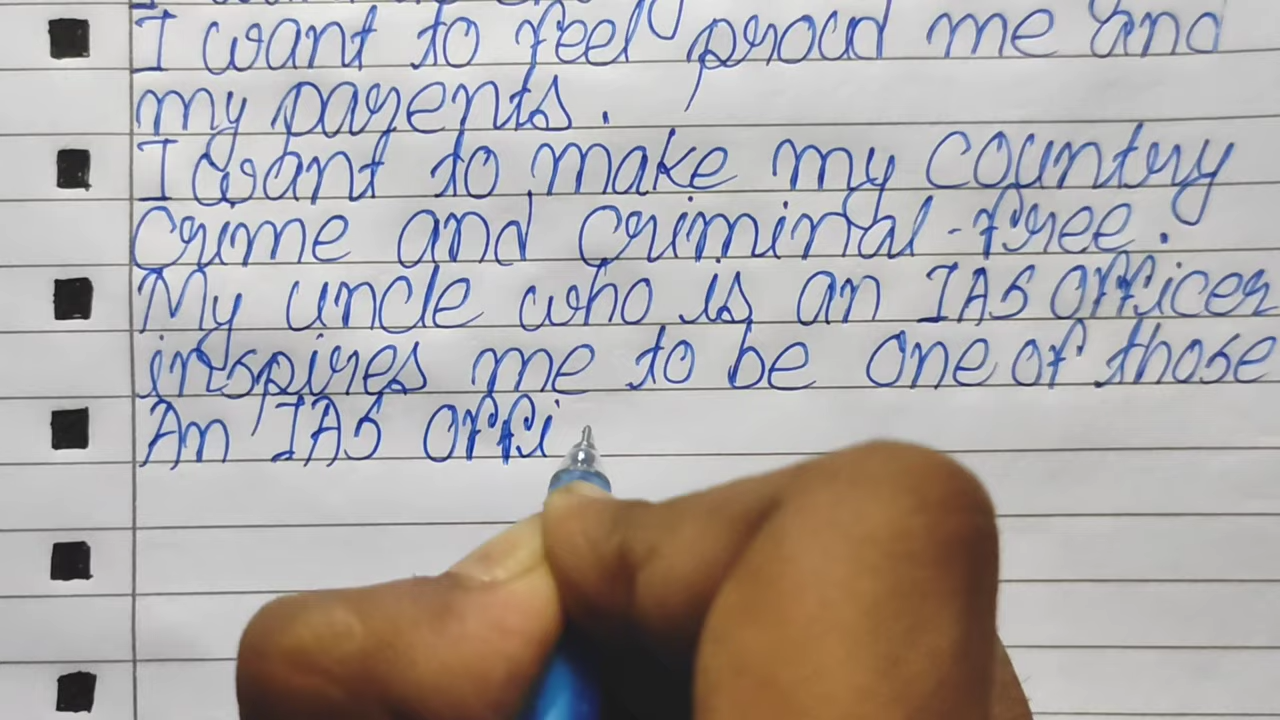 I want to feel proud me and
my parents.
I want to make my country
Crime and criminal-free.
My uncle who is an IAS officer
inspires me to be one of those
An IAS offi